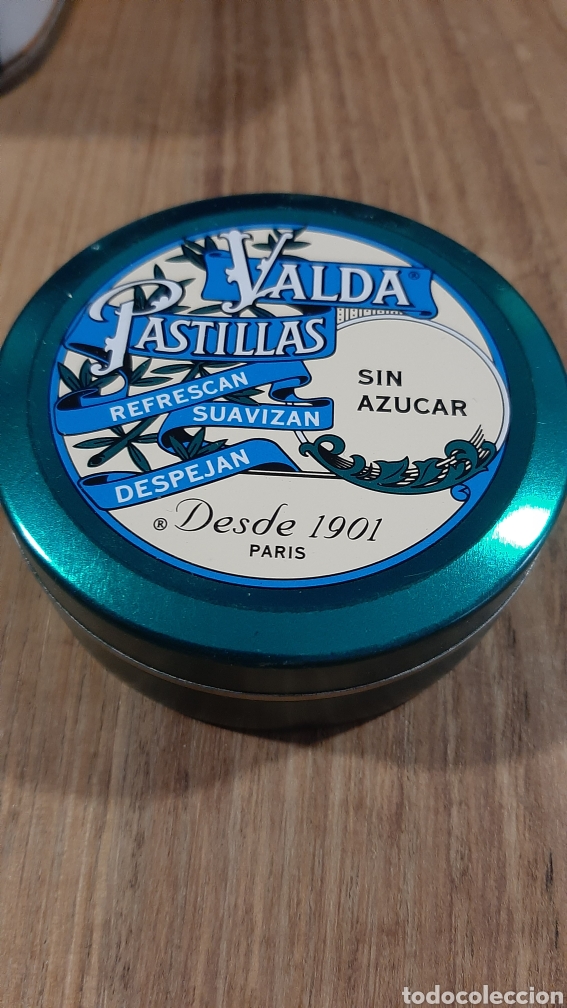 VALDA®
PASTILLAS
REFRESCAN
SUAVIZAN
DESPEJAN
SIN
AZUCAR
® Desde 1901
PARIS
todocoleccion